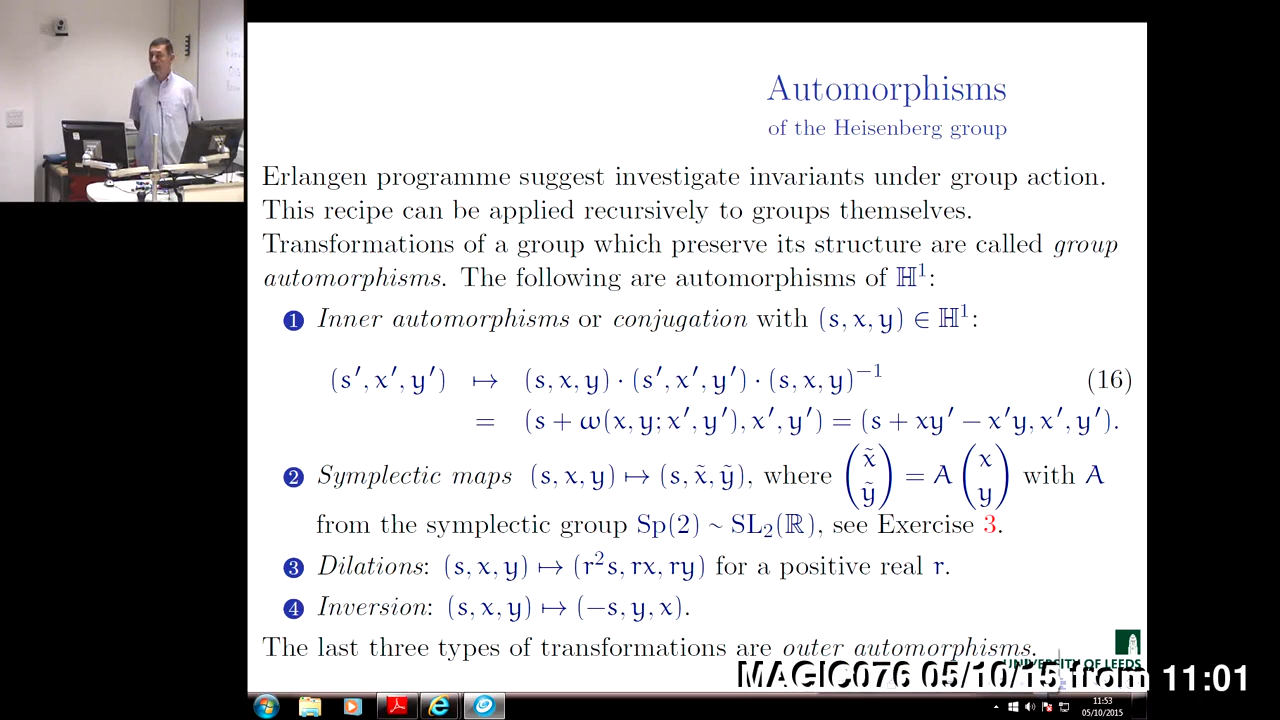 Automorphisms
of the Heisenberg group
Erlangen programme suggest investigate invariants under group action.
This recipe can be applied recursively to groups themselves.
Transformations of a group which preserve its structure are called group
automorphisms. The following are automorphisms of ℍ¹:
1 Inner automorphisms or conjugation with (s, x, y) ∈ ℍ¹:
(s′, x′, y′) ↦ (s, x, y) · (s′, x′, y′) · (s, x, y)⁻¹ (16)
= (s + ω(x, y; x′, y′), x′, y′) = (s + xy′ − x′y, x′, y′).
2 Symplectic maps (s, x, y) ↦ (s, x̃, ỹ), where (x̃ ỹ) = A (x y) with A
from the symplectic group Sp(2) ~ SL₂(ℝ), see Exercise 3.
3 Dilations: (s, x, y) ↦ (r²s, rx, ry) for a positive real r.
4 Inversion: (s, x, y) ↦ (−s, y, x).
The last three types of transformations are outer automorphisms.
UNIVERSITY OF LEEDS
MAGIC076 05/10/15 from 11:01
11:53
05/10/2015